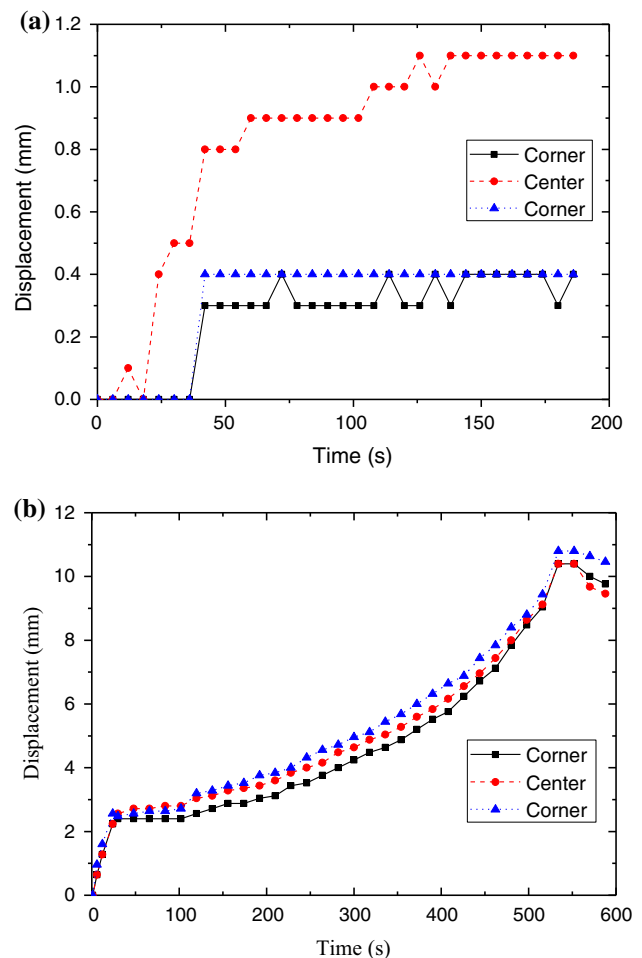 (a)
1.2
1.0
0.8
0.6
0.4
0.2
0.0
Displacement (mm)
Corner
Center
Corner
0 50 100 150 200
Time (s)
(b)
12
10
8
6
4
2
0
Displacement (mm)
Corner
Center
Corner
0 100 200 300 400 500 600
Time (s)